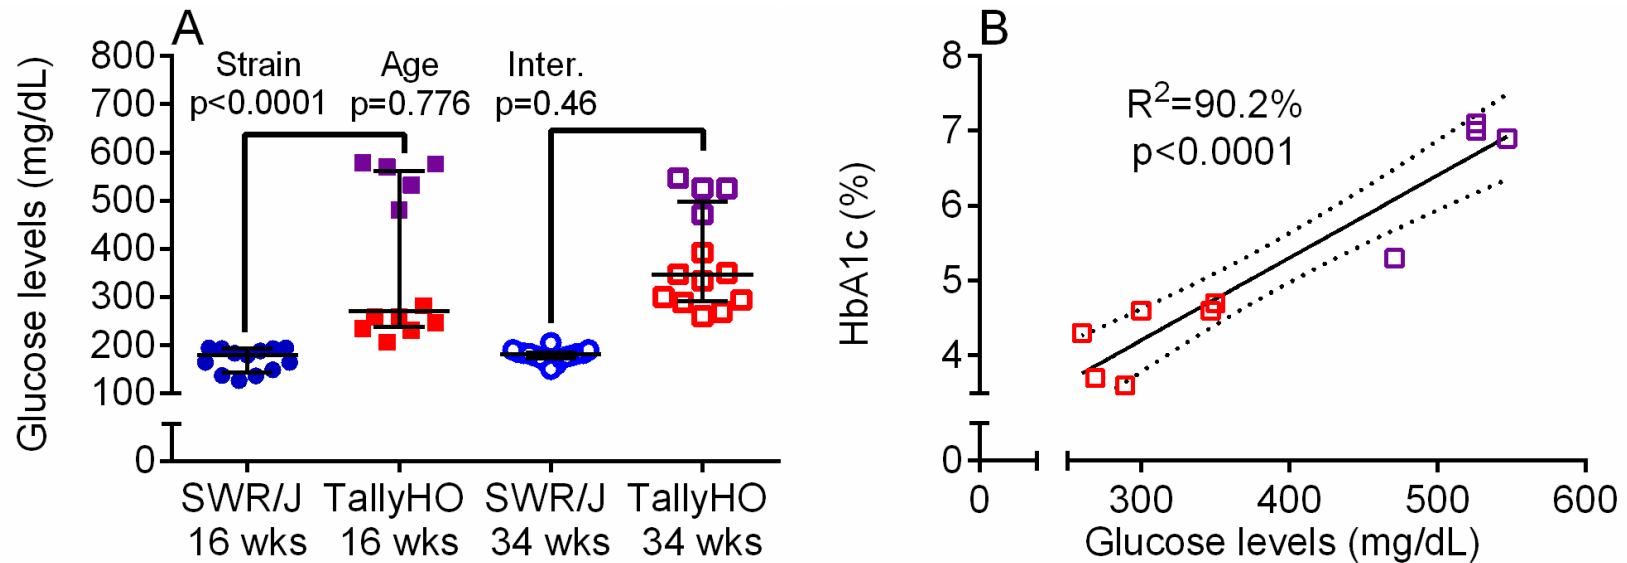 A
Strain Age Inter.
p<0.0001 p=0.776 p=0.46
Glucose levels (mg/dL)
800
700
600
500
400
300
200
100
0
SWR/J TallyHO SWR/J TallyHO
16 wks 16 wks 34 wks 34 wks
B
R²=90.2%
p<0.0001
HbA1c (%)
8
7
6
5
4
0
0 300 400 500 600
Glucose levels (mg/dL)